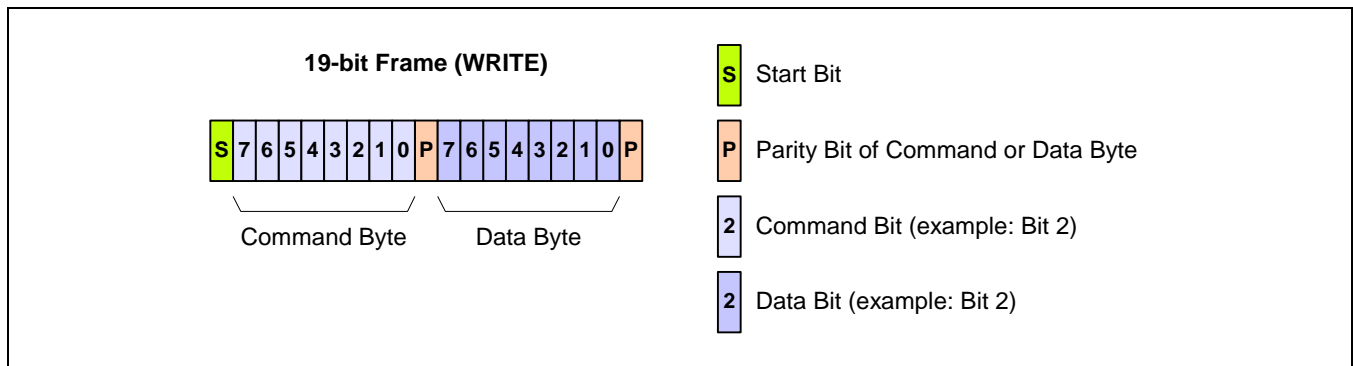 19-bit Frame (WRITE)
S 7 6 5 4 3 2 1 0 P 7 6 5 4 3 2 1 0 P
Command Byte Data Byte
S Start Bit
P Parity Bit of Command or Data Byte
2 Command Bit (example: Bit 2)
2 Data Bit (example: Bit 2)